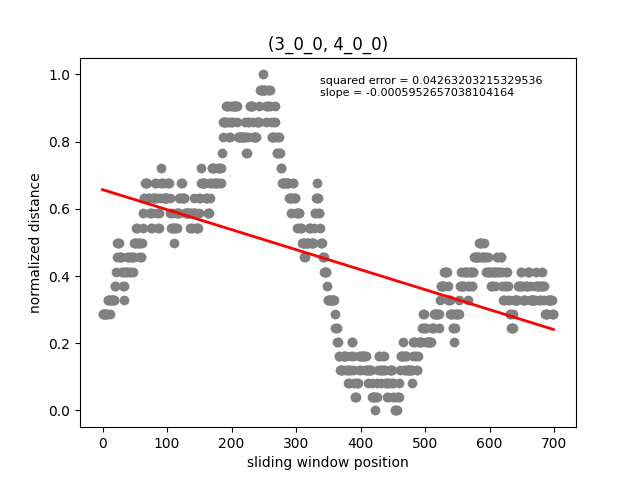 (3_0_0, 4_0_0)
squared error = 0.04263203215329536
slope = -0.0005952657038104164
1.0
0.8
0.6
0.4
0.2
0.0
normalized distance
0 100 200 300 400 500 600 700
sliding window position